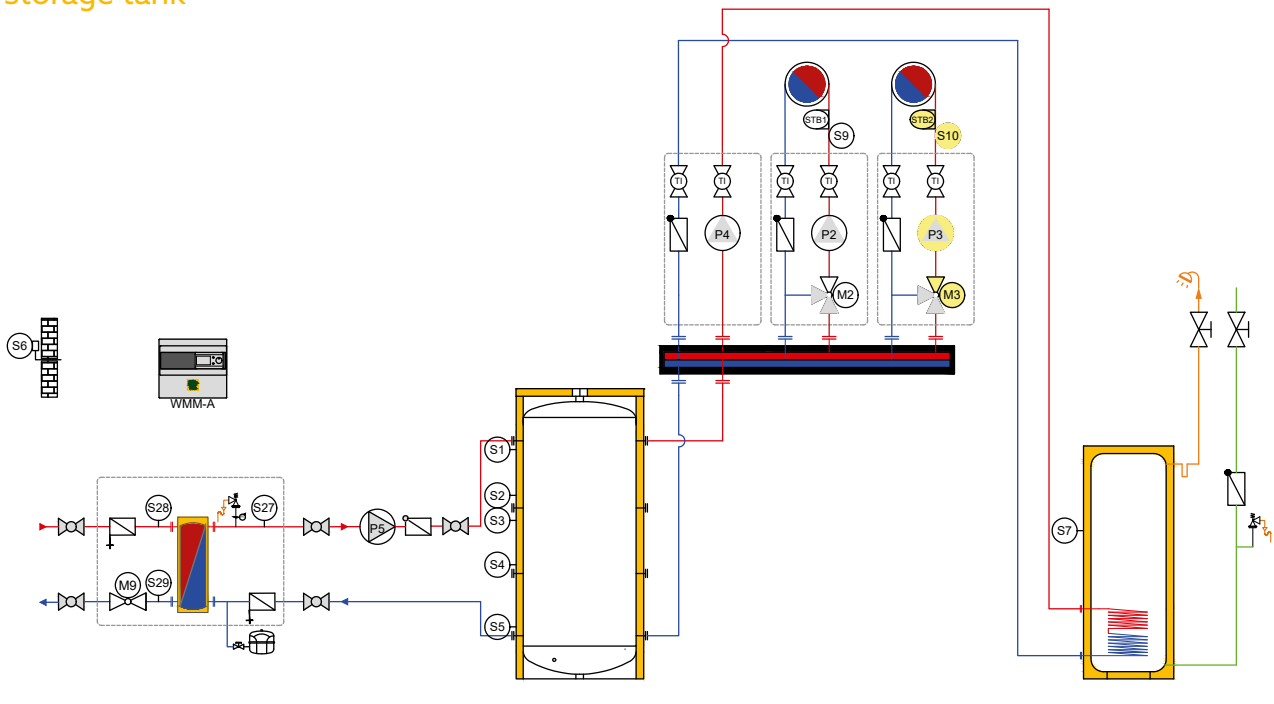 storage tank
STB1
S9
STB2
S10
TI
TI
TI
TI
TI
TI
P4
P2
P3
M2
M3
S6
WMM-A
S1
S2
S3
S4
S5
S28
S27
P5
M9
S29
S7